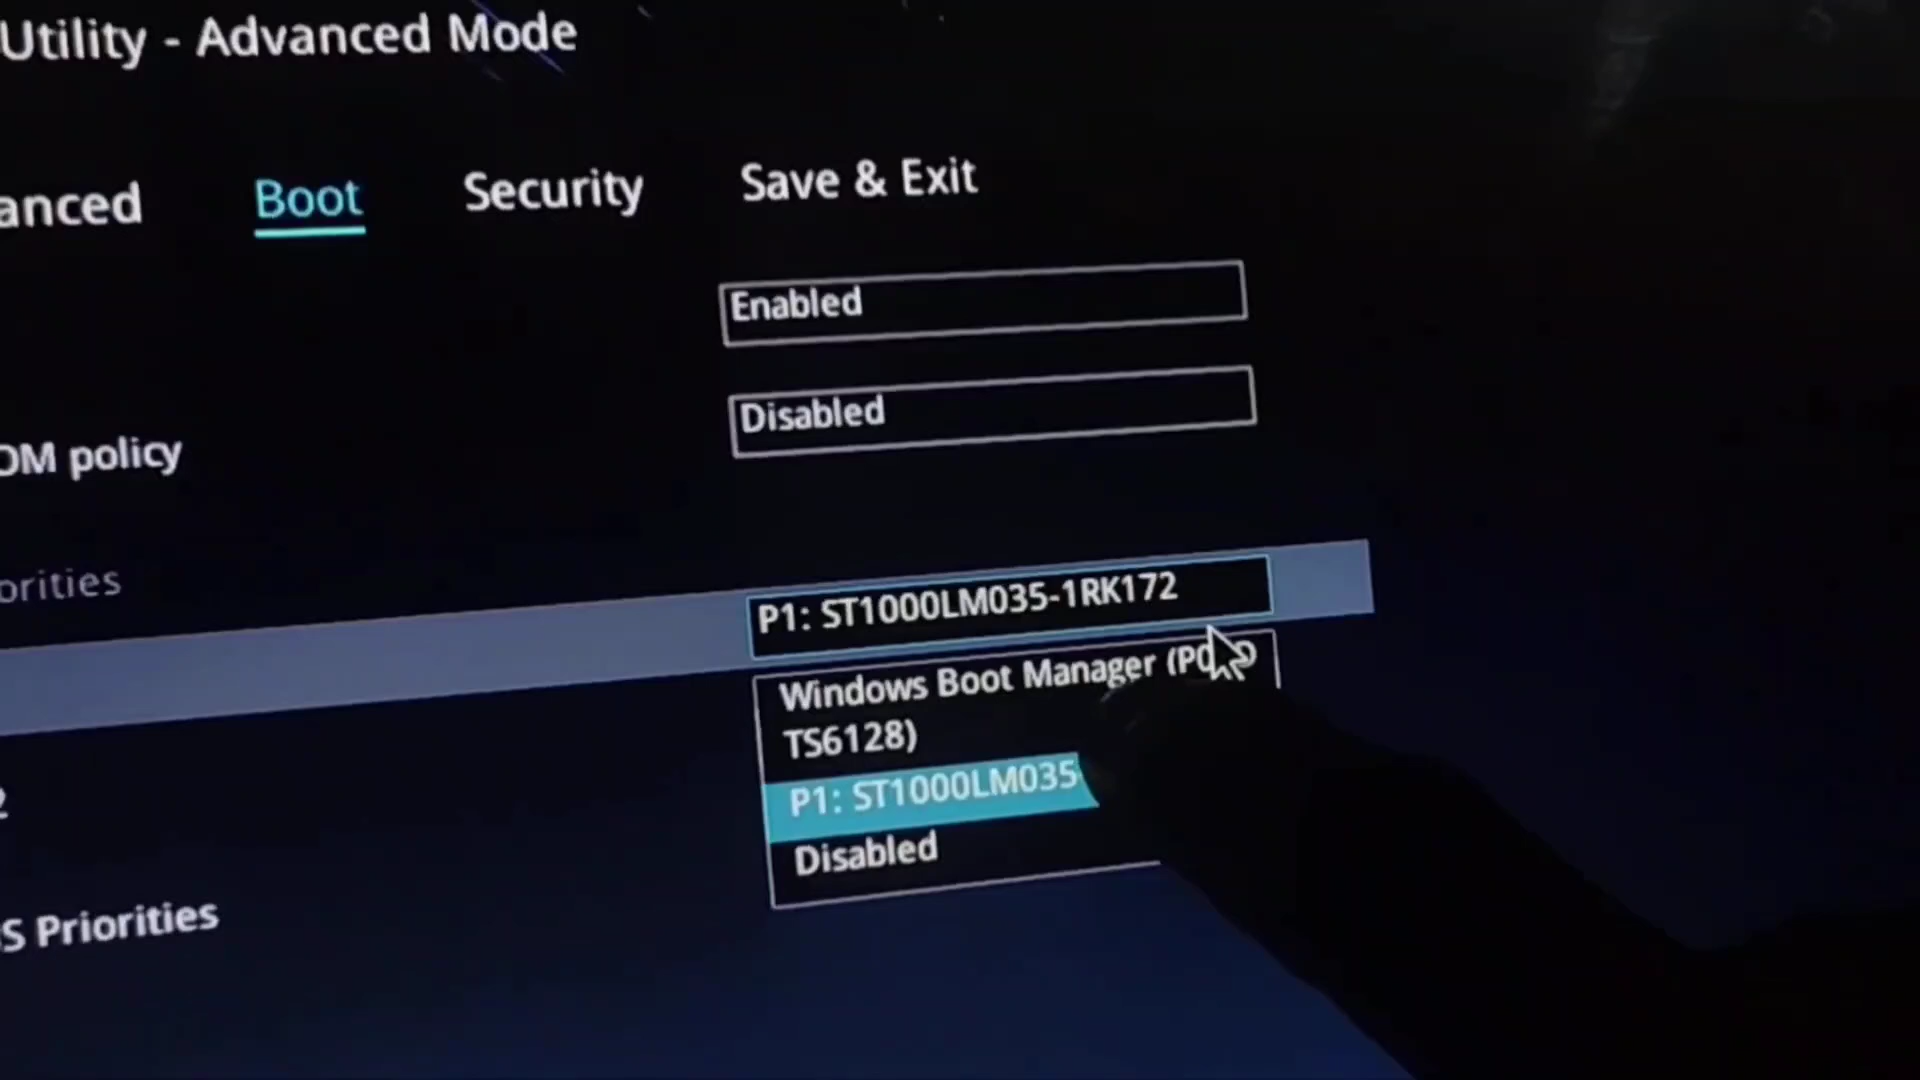 Utility - Advanced Mode
anced Boot Security Save & Exit
Enabled
OM policy Disabled
orities
P1: ST1000LM035-1RK172
Windows Boot Manager
TS6128)
P1: ST1000LM035-
2
Disabled
S Priorities